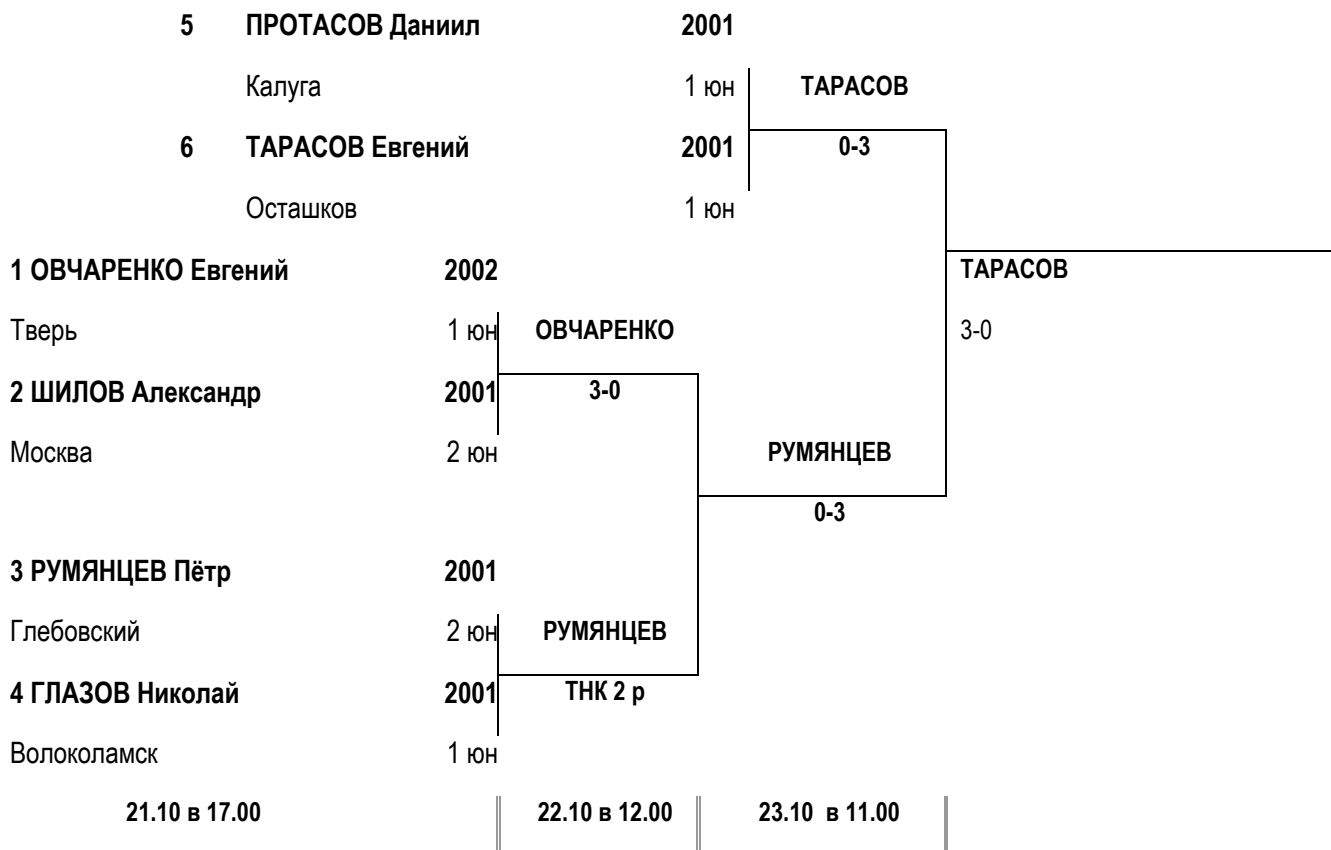 5 ПРОТАСОВ Даниил 2001
Калуга 1 юн ТАРАСОВ
6 ТАРАСОВ Евгений 2001 0-3
Осташков 1 юн
1 ОВЧАРЕНКО Евгений 2002 ТАРАСОВ
Тверь 1 юн ОВЧАРЕНКО 3-0
2 ШИЛОВ Александр 2001 3-0
Москва 2 юн РУМЯНЦЕВ
0-3
3 РУМЯНЦЕВ Пётр 2001
Глебовский 2 юн РУМЯНЦЕВ
4 ГЛАЗОВ Николай 2001 ТНК 2 р
Волоколамск 1 юн
21.10 в 17.00 22.10 в 12.00 23.10 в 11.00